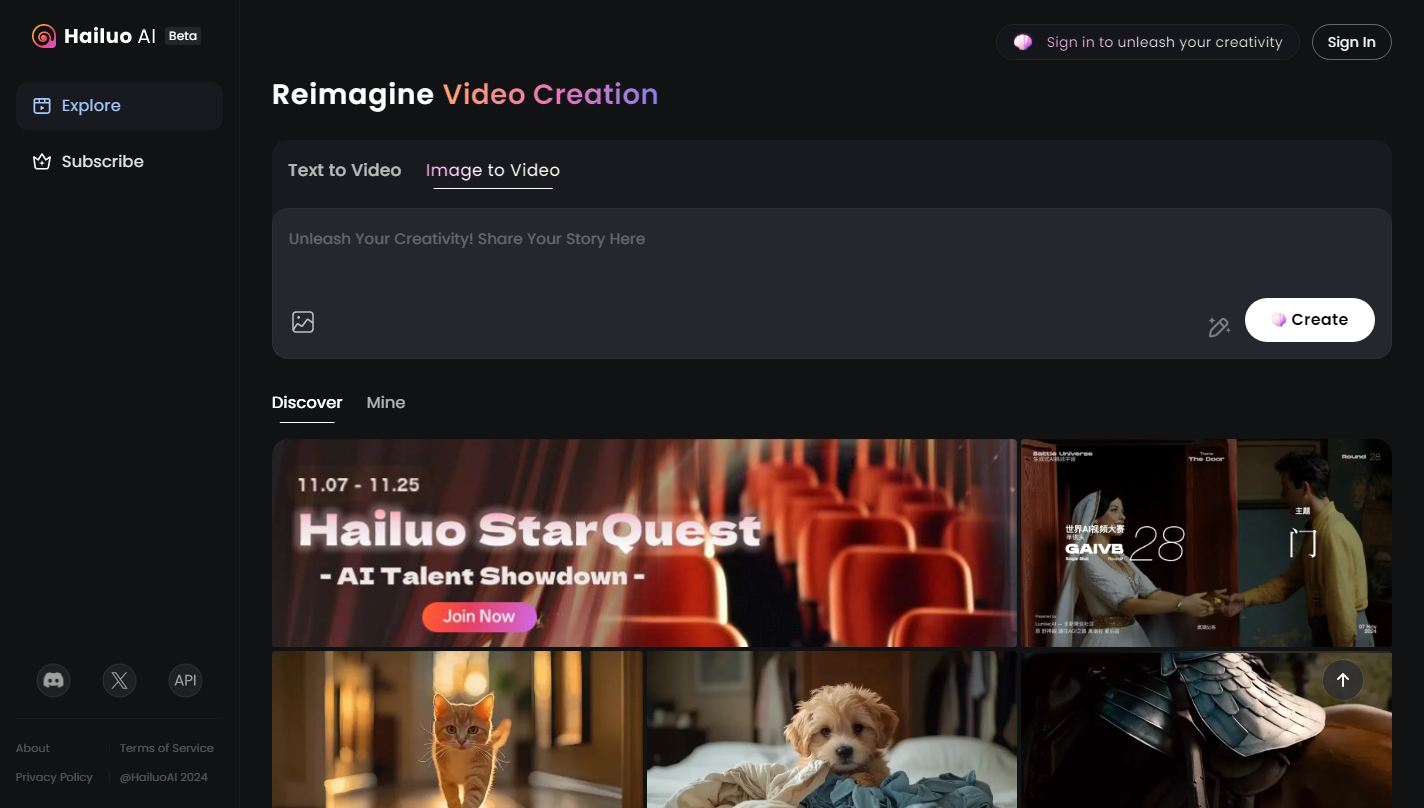 Hailuo AI Beta
Explore
Subscribe
Sign in to unleash your creativity
Sign In
Reimagine Video Creation
Text to Video
Image to Video
Unleash Your Creativity! Share Your Story Here
Create
Discover
Mine
11.07 - 11.25
Hailuo StarQuest
- AI Talent Showdown -
Join Now
Battle Universe
Theme
The Door
Round 28
世界AI视频大赛
单镜头
GAIVB 28
主题
门
07 Nov
2024
API
About
Terms of Service
Privacy Policy
@HailuoAI 2024